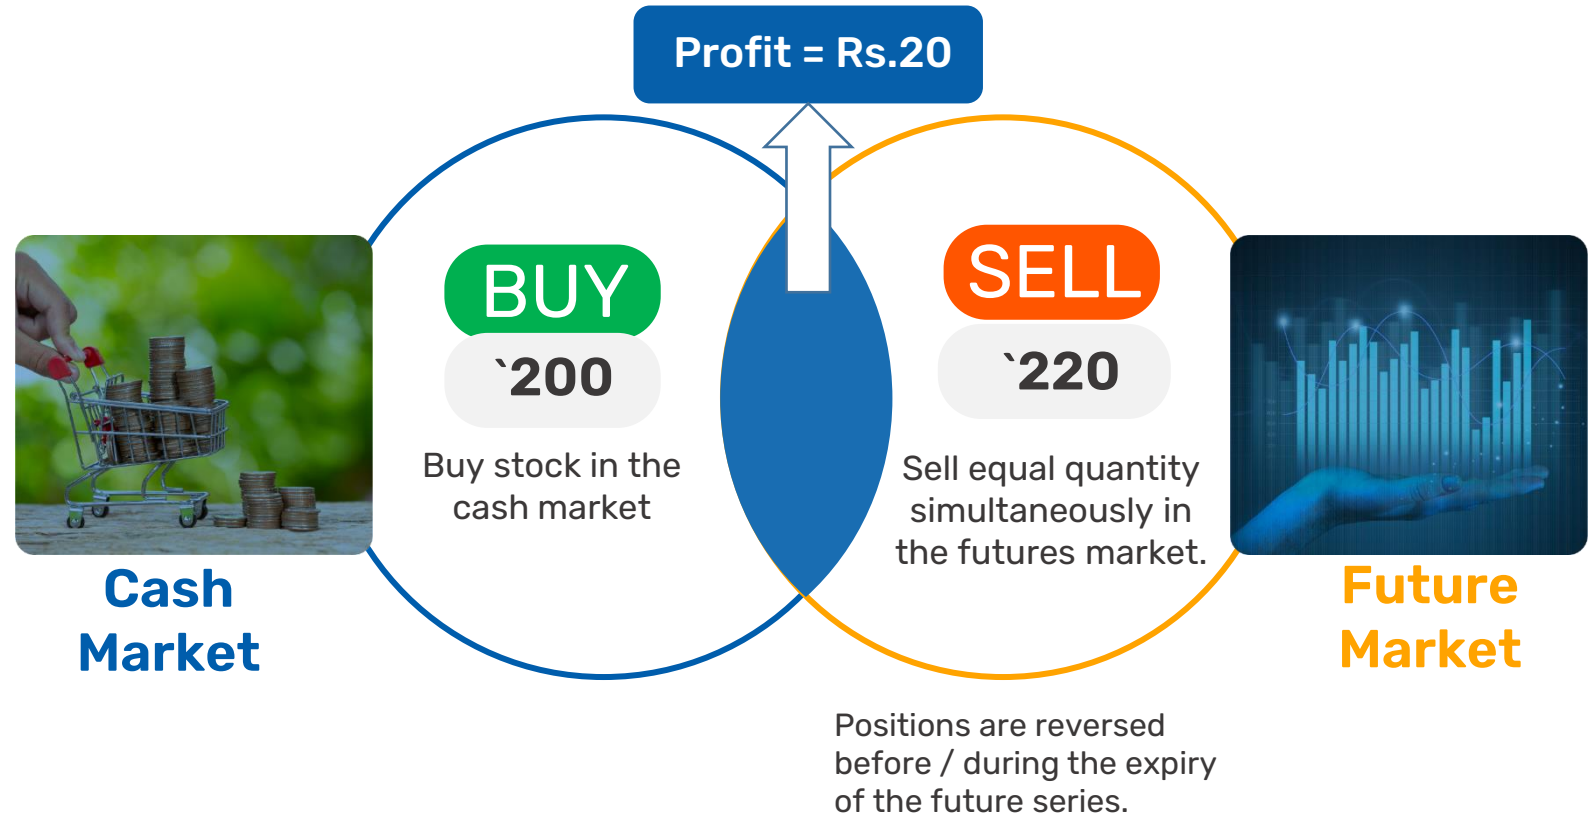 Profit = Rs.20
BUY
`200
Buy stock in the
cash market
SELL
`220
Sell equal quantity
simultaneously in
the futures market.
Cash
Market
Future
Market
Positions are reversed
before / during the expiry
of the future series.